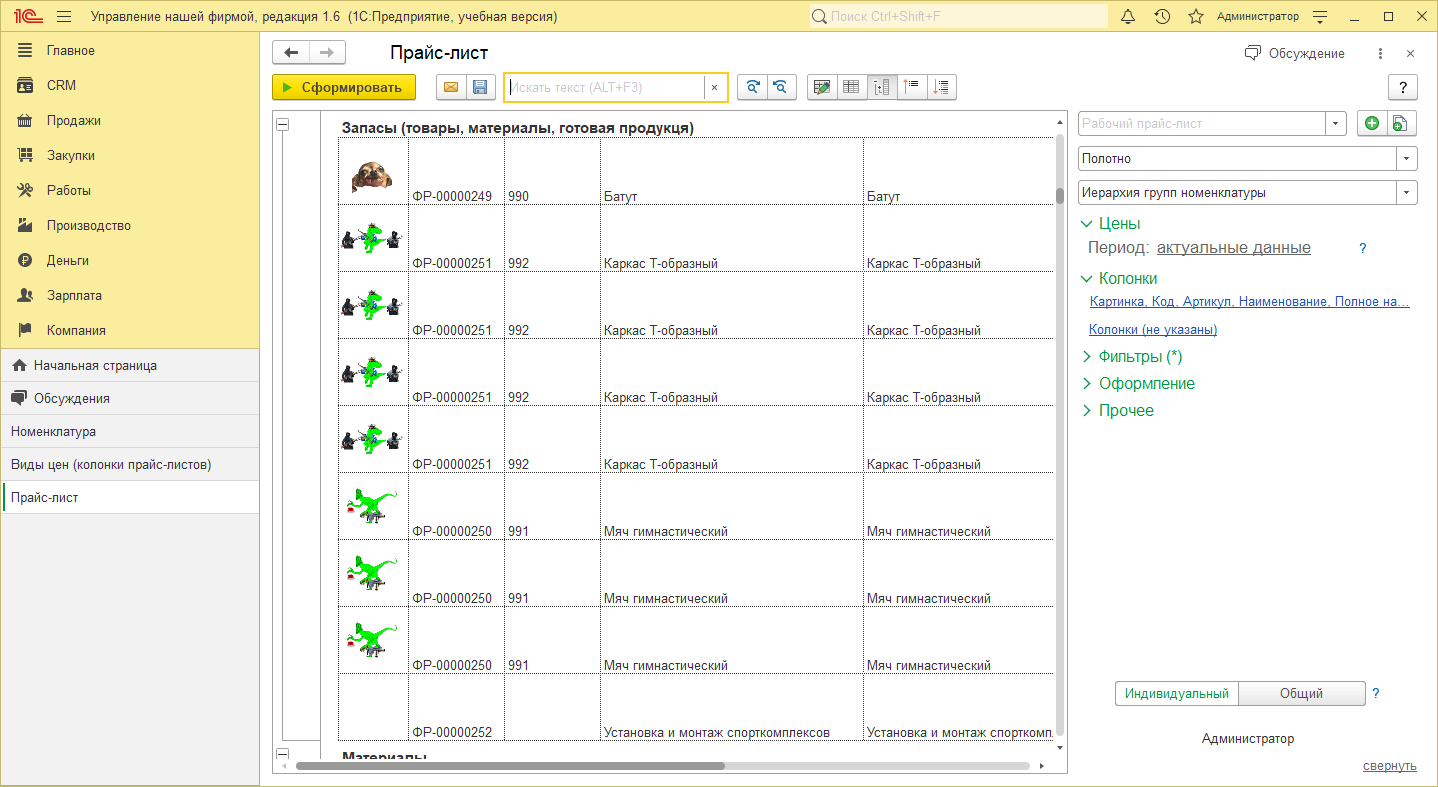 1С Управление нашей фирмой, редакция 1.6 (1С:Предприятие, учебная версия) Поиск Ctrl+Shift+F Администратор
Главное
CRM
Продажи
Закупки
Работы
Производство
Деньги
Зарплата
Компания
Начальная страница
Обсуждения
Номенклатура
Виды цен (колонки прайс-листов)
Прайс-лист
Прайс-лист
Обсуждение
Сформировать
Искать текст (ALT+F3)
?
Запасы (товары, материалы, готовая продукця)
ФР-00000249 990 Батут Батут
ФР-00000251 992 Каркас Т-образный Каркас Т-образный
ФР-00000251 992 Каркас Т-образный Каркас Т-образный
ФР-00000251 992 Каркас Т-образный Каркас Т-образный
ФР-00000251 992 Каркас Т-образный Каркас Т-образный
ФР-00000250 991 Мяч гимнастический Мяч гимнастический
ФР-00000250 991 Мяч гимнастический Мяч гимнастический
ФР-00000250 991 Мяч гимнастический Мяч гимнастический
ФР-00000252 Установка и монтаж спорткомплексов Установка и монтаж спорткомп
Материалы
Рабочий прайс-лист
Полотно
Иерархия групп номенклатуры
Цены
Период: актуальные данные ?
Колонки
Картинка, Код, Артикул, Наименование, Полное на...
Колонки (не указаны)
Фильтры (*)
Оформление
Прочее
Индивидуальный Общий ?
Администратор
свернуть